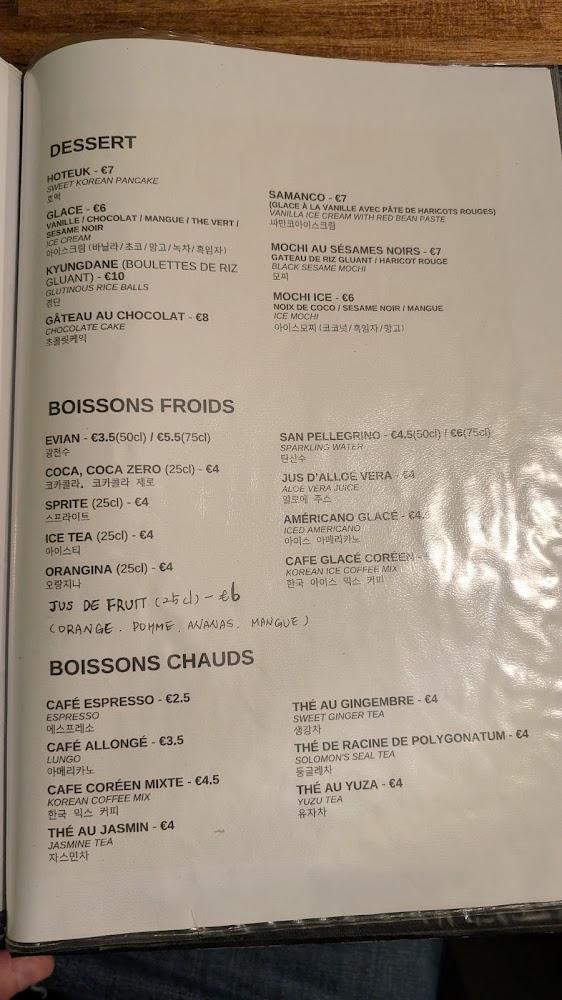 DESSERT
HOTEUK - €7
SWEET KOREAN PANCAKE
호떡
GLACE - €6
VANILLE / CHOCOLAT / MANGUE / THE VERT /
SESAME NOIR
ICE CREAM
아이스크림 (바닐라/초코/망고/녹차/흑임자)
KYUNGDANE (BOULETTES DE RIZ
GLUANT) - €10
GLUTINOUS RICE BALLS
경단
GÂTEAU AU CHOCOLAT - €8
CHOCOLATE CAKE
초콜릿케익
SAMANCO - €7
(GLACE À LA VANILLE AVEC PÂTE DE HARICOTS ROUGES)
VANILLA ICE CREAM WITH RED BEAN PASTE
싸만코아이스크림
MOCHI AU SÉSAMES NOIRS - €7
GATEAU DE RIZ GLUANT / HARICOT ROUGE
BLACK SESAME MOCHI
모찌
MOCHI ICE - €6
NOIX DE COCO / SESAME NOIR / MANGUE
ICE MOCHI
아이스모찌 (코코넛/흑임자/망고)
BOISSONS FROIDS
EVIAN - €3.5(50cl) / €5.5(75cl)
광천수
COCA, COCA ZERO (25cl) - €4
코카콜라, 코카콜라 제로
SPRITE (25cl) - €4
스프라이트
ICE TEA (25cl) - €4
아이스티
ORANGINA (25cl) - €4
오랑지나
JUS DE FRUIT (25cl) - €6
(ORANGE. POMME. ANANAS. MANGUE)
SAN PELLEGRINO - €4.5(50cl) / €6(75cl)
SPARKLING WATER
탄산수
JUS D'ALLOE VERA - €4
ALOE VERA JUICE
알로에 주스
AMÉRICANO GLACÉ - €4.
ICED AMERICANO
아이스 아메리카노
CAFE GLACÉ CORÉEN -
KOREAN ICE COFFEE MIX
한국 아이스 믹스 커피
BOISSONS CHAUDS
CAFÉ ESPRESSO - €2.5
ESPRESSO
에스프레소
CAFÉ ALLONGÉ - €3.5
LUNGO
아메리카노
CAFE CORÉEN MIXTE - €4.5
KOREAN COFFEE MIX
한국 믹스 커피
THÉ AU JASMIN - €4
JASMINE TEA
자스민차
THÉ AU GINGEMBRE - €4
SWEET GINGER TEA
생강차
THÉ DE RACINE DE POLYGONATUM - €4
SOLOMON'S SEAL TEA
둥글레차
THÉ AU YUZA - €4
YUZU TEA
유자차